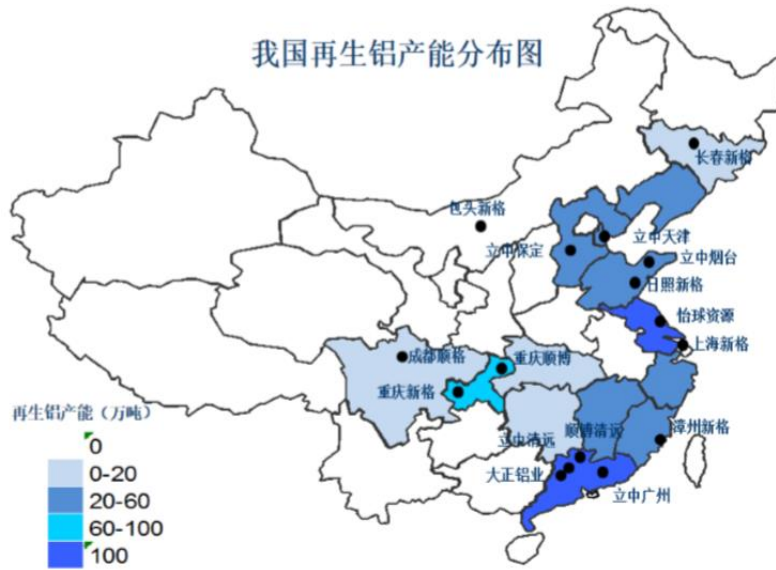 我国再生铝产能分布图
长春新格
包头新格
立中天津
立中保定
立中烟台
日照新格
怡球资源
上海新格
成都顺格
重庆顺博
重庆新格
立中清远
顺博清远
漳州新格
大正铝业
立中广州
再生铝产能（万吨）
0
0-20
20-60
60-100
100